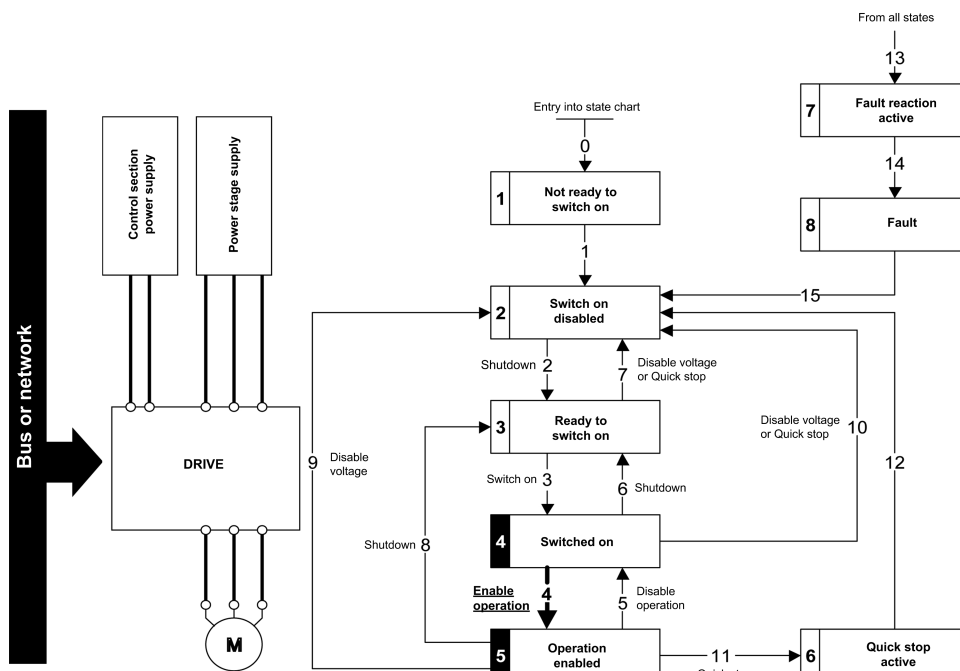 From all states
13
7
Fault reaction
active
14
8
Fault
15
Entry into state chart
0
1
Not ready to
switch on
1
2
Switch on
disabled
Shutdown 2
7
Disable voltage
or Quick stop
3
Ready to
switch on
Switch on 3
6 Shutdown
4
Switched on
Enable
operation
4
5
Disable
operation
5
Operation
enabled
11
6
Quick stop
active
Disable voltage
or Quick stop
10
12
9
Disable
voltage
Shutdown 8
Bus or network
Control section
power supply
Power stage supply
DRIVE
M